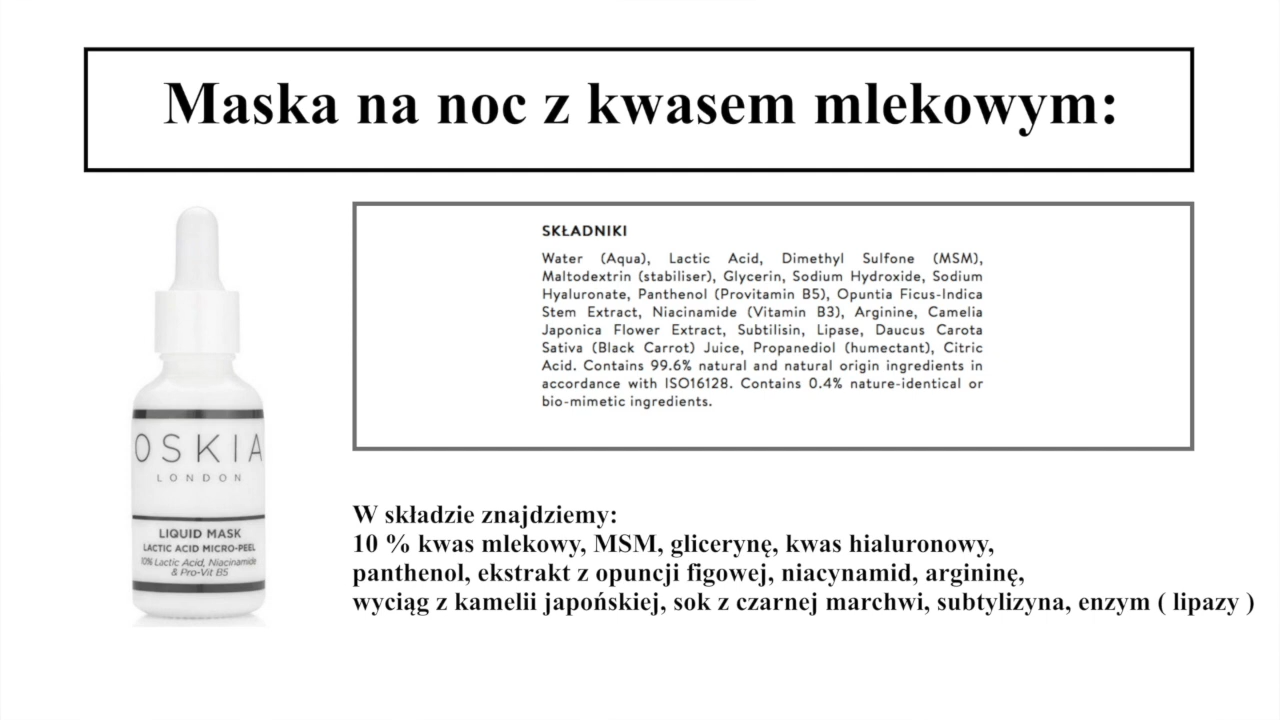 Maska na noc z kwasem mlekowym:
SKŁADNIKI
Water (Aqua), Lactic Acid, Dimethyl Sulfone (MSM),
Maltodextrin (stabiliser), Glycerin, Sodium Hydroxide, Sodium
Hyaluronate, Panthenol (Provitamin B5), Opuntia Ficus-Indica
Stem Extract, Niacinamide (Vitamin B3), Arginine, Camelia
Japonica Flower Extract, Subtilisin, Lipase, Daucus Carota
Sativa (Black Carrot) Juice, Propanediol (humectant), Citric
Acid. Contains 99.6% natural and natural origin ingredients in
accordance with ISO16128. Contains 0.4% nature-identical or
bio-mimetic ingredients.
OSKIA
LONDON
LIQUID MASK
LACTIC ACID MICRO-PEEL
10% Lactic Acid, Niacinamide
& Pro-Vit B5
W składzie znajdziemy:
10 % kwas mlekowy, MSM, glicerynę, kwas hialuronowy,
panthenol, ekstrakt z opuncji figowej, niacynamid, argininę,
wyciąg z kamelii japońskiej, sok z czarnej marchwi, subtylizyna, enzym ( lipazy )